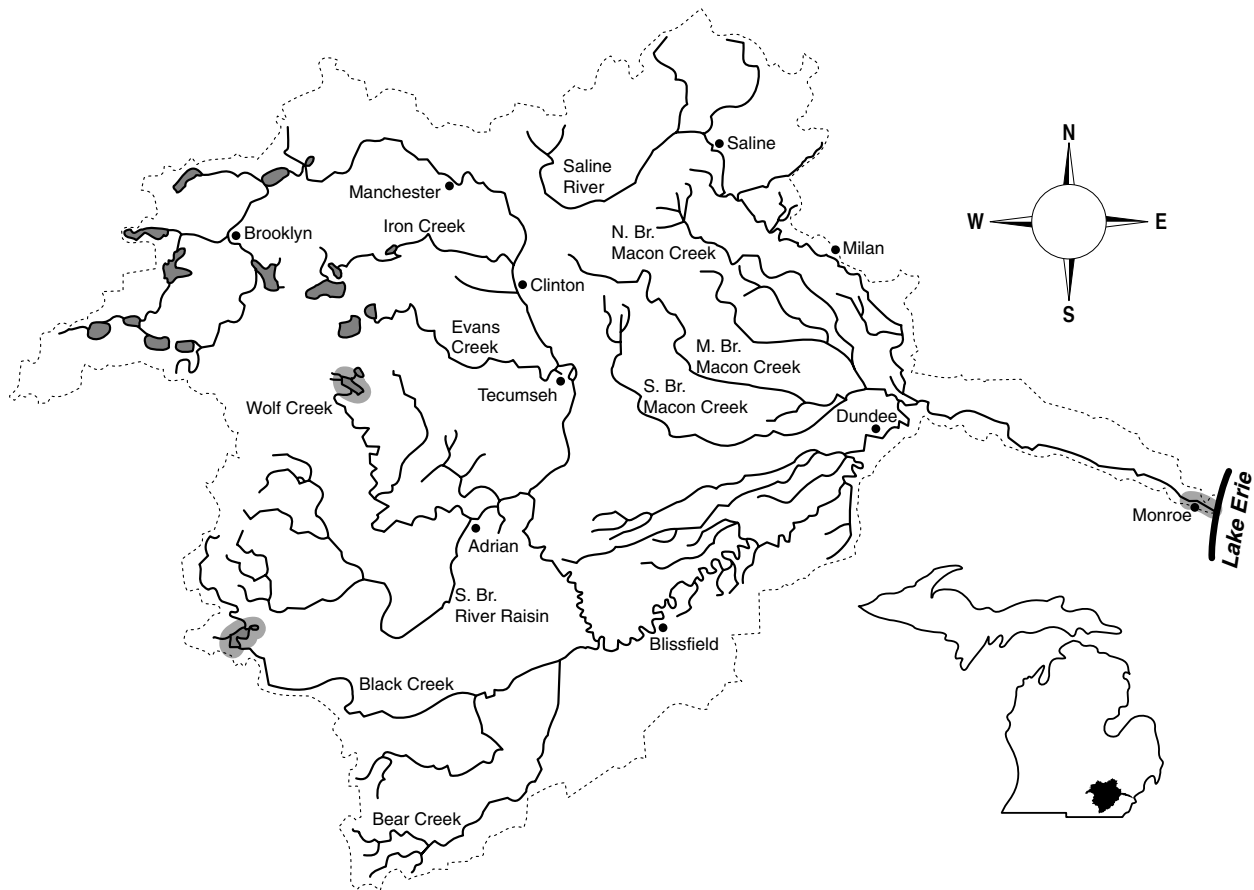 N
Saline
Saline
River
Manchester
W
E
Iron Creek
Brooklyn
N. Br.
Macon Creek
Milan
Clinton
S
Evans
Creek
M. Br.
Macon Creek
Tecumseh
S. Br.
Macon Creek
Wolf Creek
Dundee
Monroe
Lake Erie
Adrian
S. Br.
River Raisin
Blissfield
Black Creek
Bear Creek